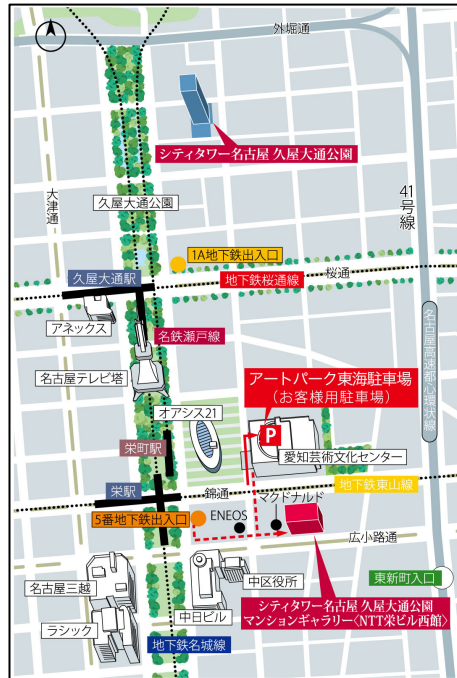 外堀通
シティタワー名古屋 久屋大通公園
大津通
久屋大通公園
41号線
1A地下鉄出入口
久屋大通駅
桜通
地下鉄桜通線
アネックス
名鉄瀬戸線
名古屋高速都心環状線
名古屋テレビ塔
アートパーク東海駐車場
(お客様用駐車場)
オアシス21
P
栄町駅
愛知芸術文化センター
栄駅
錦通
地下鉄東山線
マクドナルド
5番地下鉄出入口
ENEOS
広小路通
名古屋三越
中区役所
東新町入口
中日ビル
シティタワー名古屋 久屋大通公園
マンションギャラリー〈NTT栄ビル西館〉
ラシック
地下鉄名城線